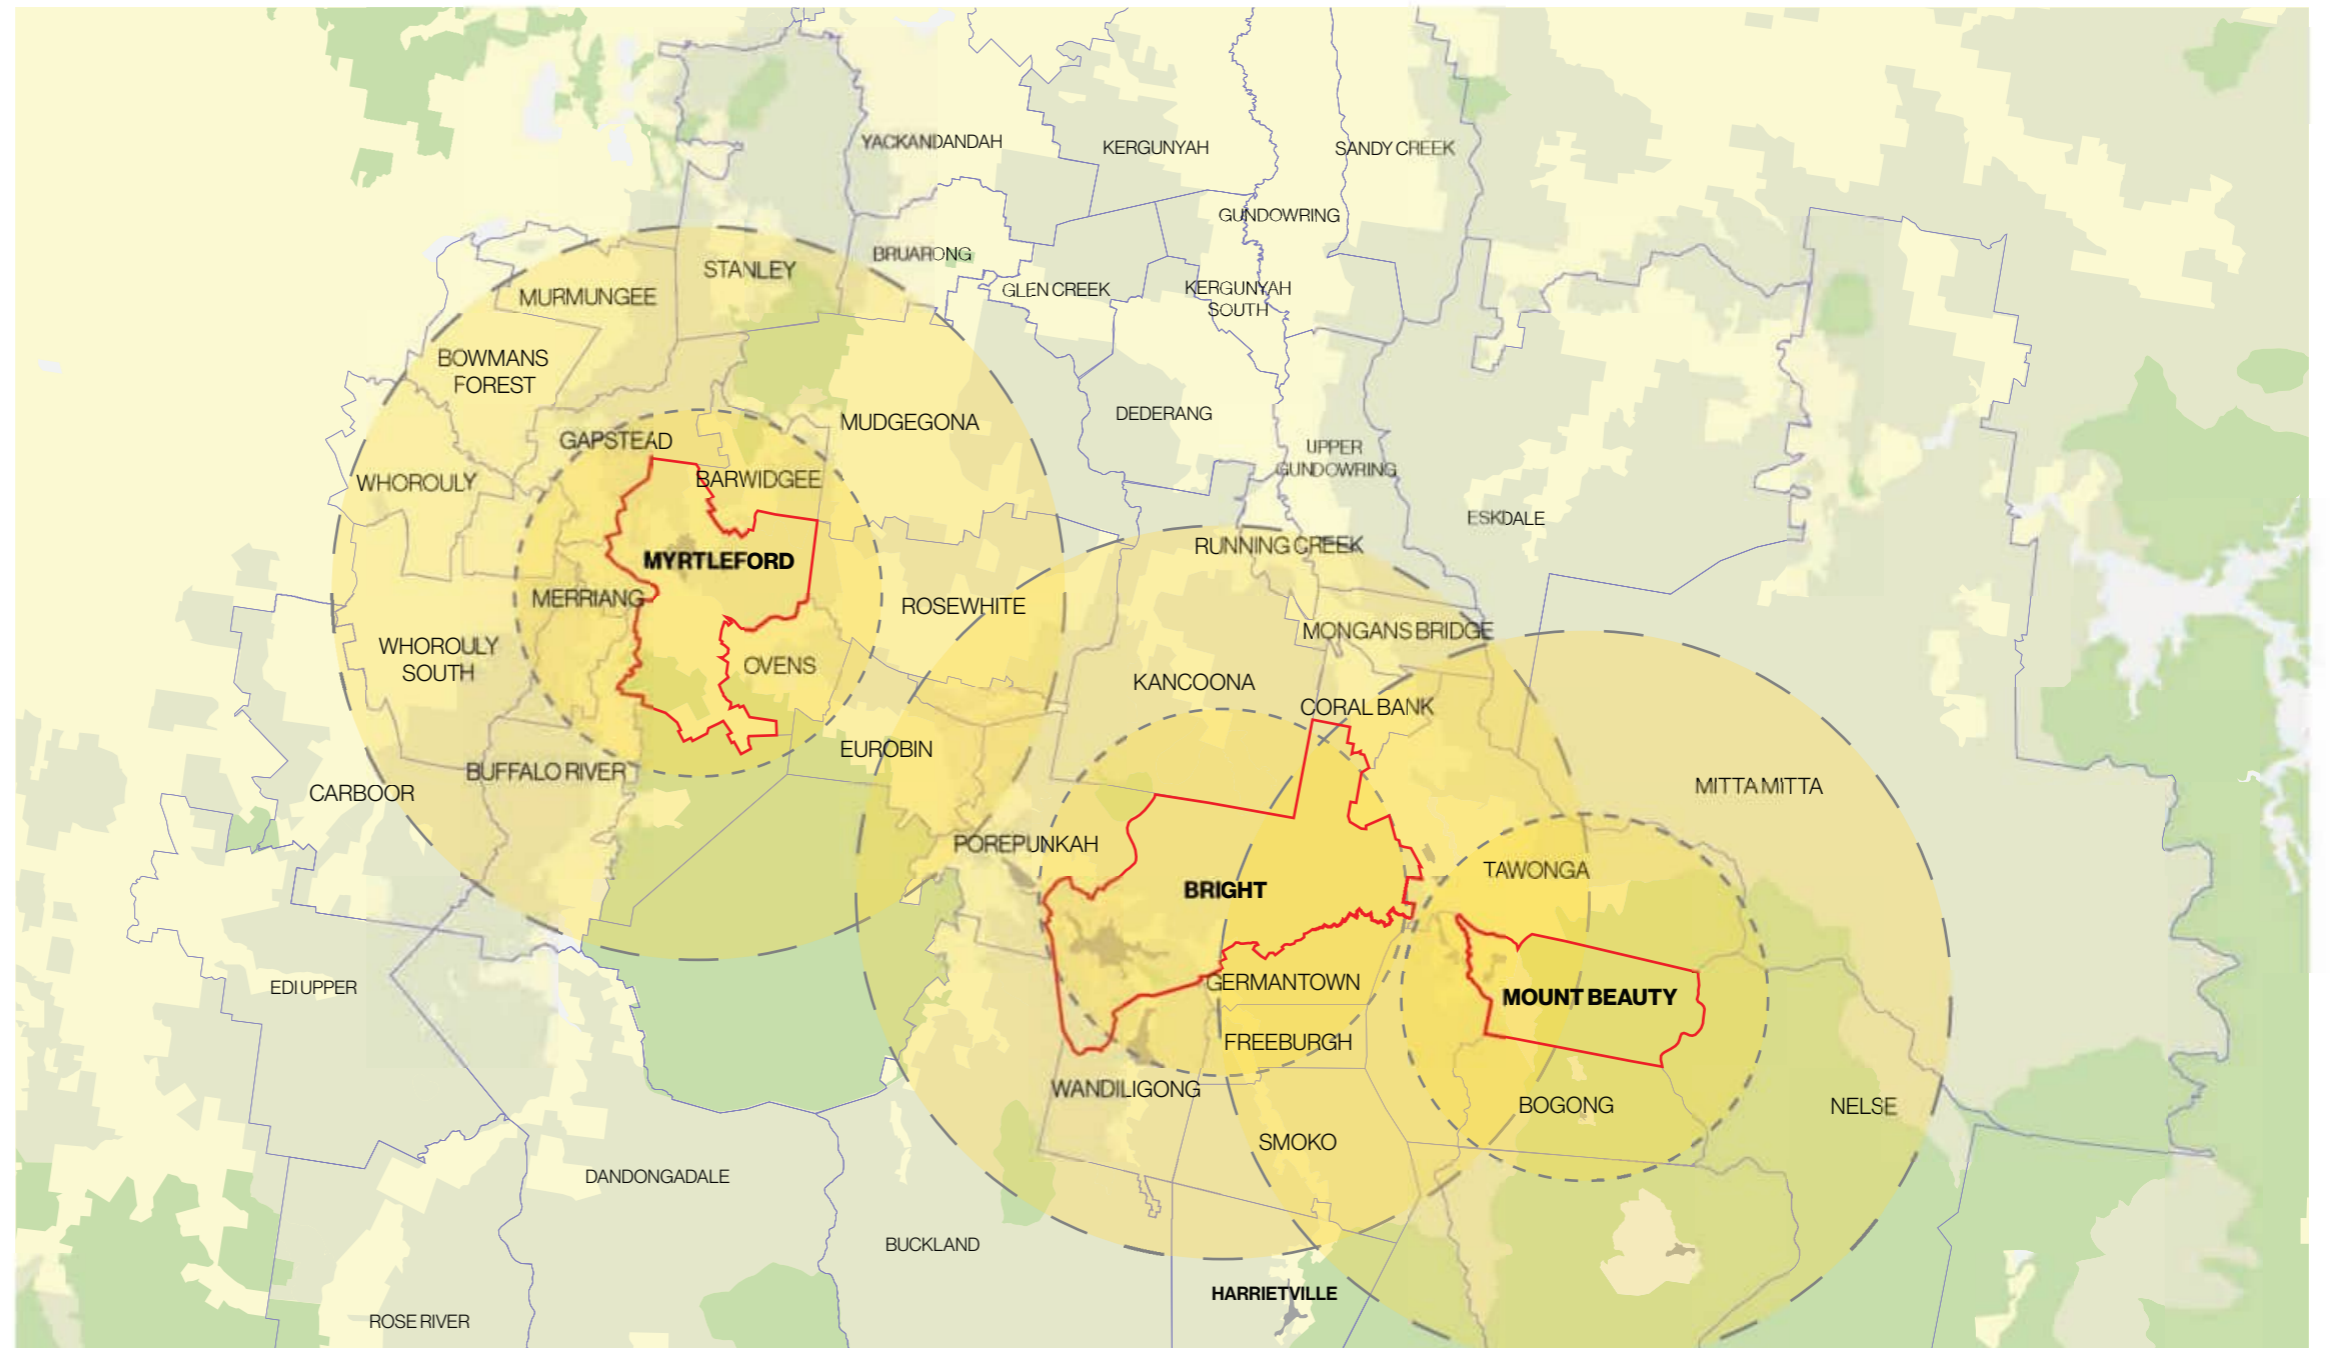 YACKANDANDAH
KERGUNYAH
SANDY CREEK
GUNDOWRING
BRUARONG
STANLEY
GLEN CREEK
KERGUNYAH
SOUTH
MURMUNGEE
BOWMANS
FOREST
DEDERANG
MUDGEGONA
GAPSTEAD
UPPER
GUNDOWRING
BARWIDGEE
WHOROULY
ESKDALE
RUNNING CREEK
MYRTLEFORD
MERRIANG
ROSEWHITE
MONGANS BRIDGE
WHOROULY
SOUTH
OVENS
KANCOONA
CORAL BANK
EUROBIN
BUFFALO RIVER
MITTA MITTA
CARBOOR
POREPUNKAH
TAWONGA
BRIGHT
GERMANTOWN
EDI UPPER
MOUNT BEAUTY
FREEBURGH
WANDILIGONG
BOGONG
NELSE
SMOKO
DANDONGADALE
BUCKLAND
HARRIETVILLE
ROSE RIVER